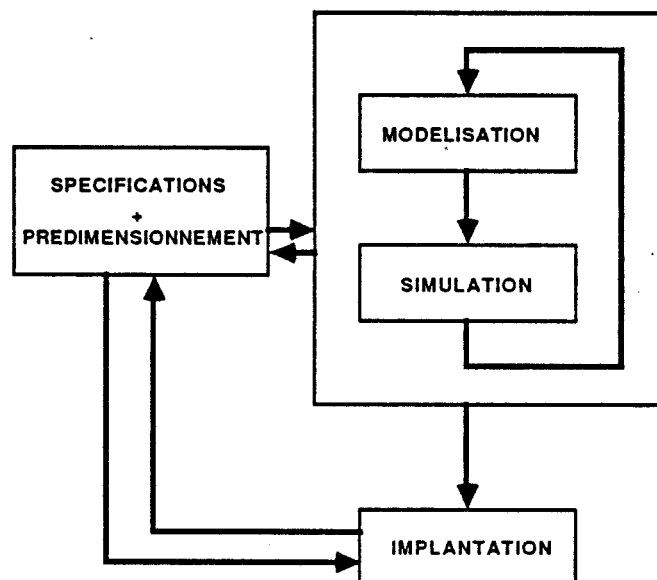 SPECIFICATIONS
+
PREDIMENSIONNEMENT
MODELISATION
SIMULATION
IMPLANTATION